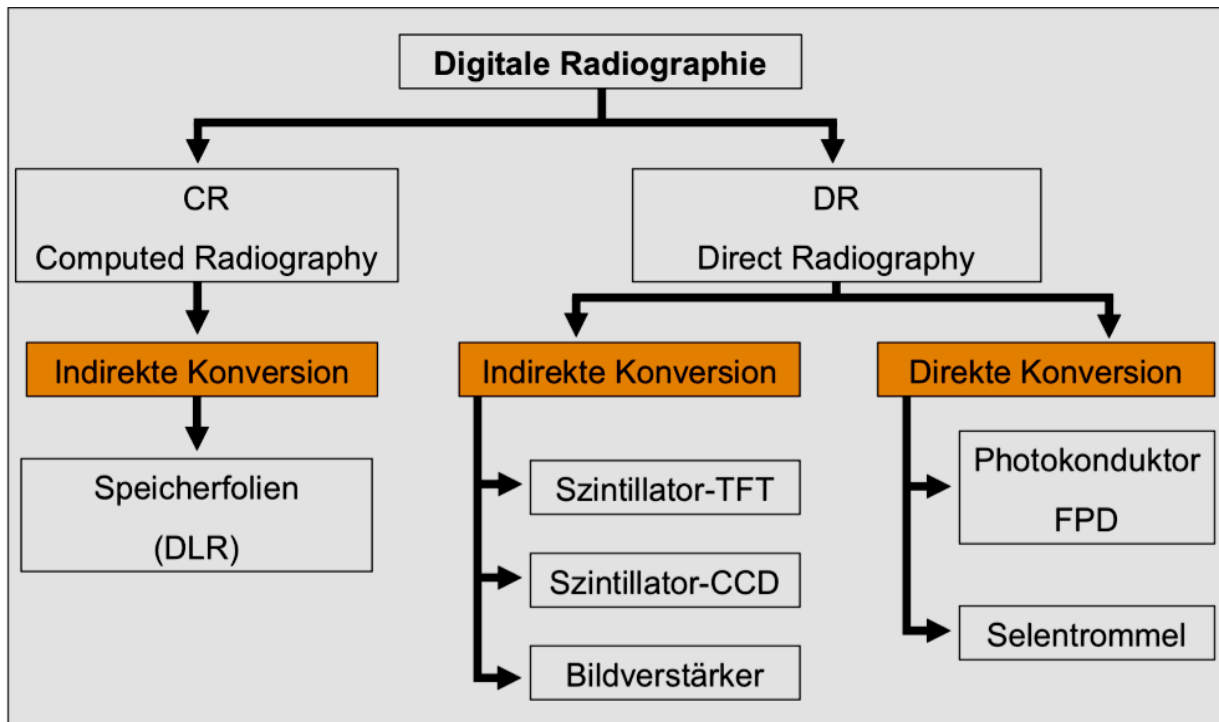 Digitale Radiographie
CR
Computed Radiography
DR
Direct Radiography
Indirekte Konversion
Indirekte Konversion
Direkte Konversion
Speicherfolien
(DLR)
Szintillator-TFT
Szintillator-CCD
Bildverstärker
Photokonduktor
FPD
Selentrommel